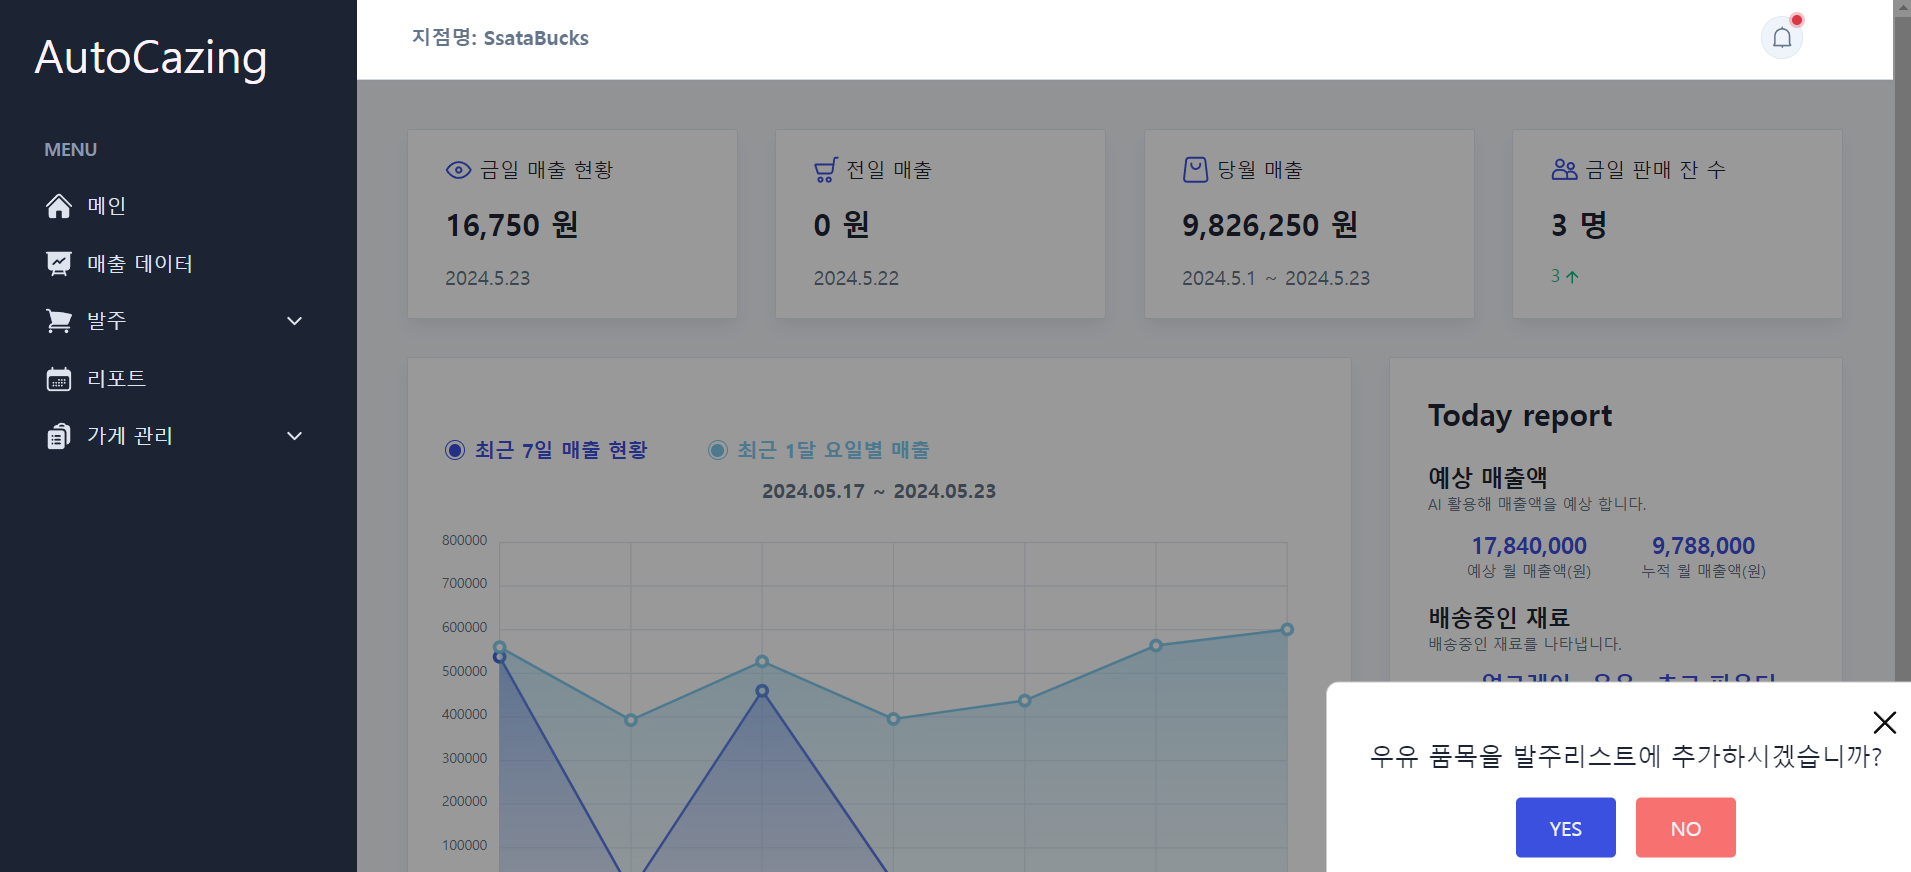 AutoCazing
MENU
메인
매출 데이터
발주
리포트
가게 관리
지점명: SsataBucks
금일 매출 현황
16,750 원
2024.5.23
전일 매출
0 원
2024.5.22
당월 매출
9,826,250 원
2024.5.1 ~ 2024.5.23
금일 판매 잔 수
3 명
3
최근 7일 매출 현황
최근 1달 요일별 매출
2024.05.17 ~ 2024.05.23
800000
700000
600000
500000
400000
300000
200000
100000
Today report
예상 매출액
AI 활용해 매출액을 예상 합니다.
17,840,000
9,788,000
예상 월 매출액(원)
누적 월 매출액(원)
배송중인 재료
배송중인 재료를 나타냅니다.
우유 품목을 발주리스트에 추가하시겠습니까?
YES
NO